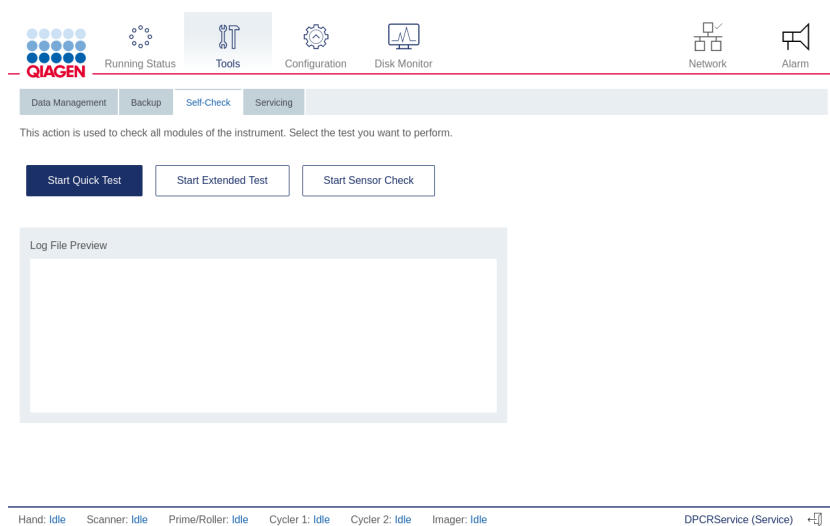 QIAGEN
Running Status Tools Configuration Disk Monitor Network Alarm
Data Management Backup Self-Check Servicing
This action is used to check all modules of the instrument. Select the test you want to perform.
Start Quick Test Start Extended Test Start Sensor Check
Log File Preview
Hand: Idle Scanner: Idle Prime/Roller: Idle Cycler 1: Idle Cycler 2: Idle Imager: Idle DPCRService (Service)